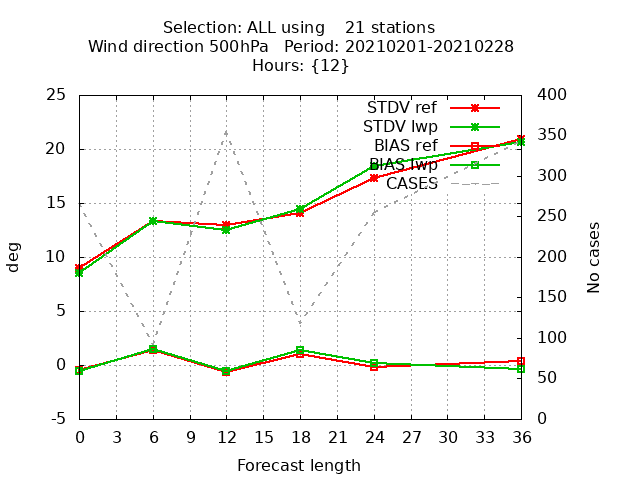 Selection: ALL using    21 stations
Wind direction 500hPa   Period: 20210201-20210228
Hours: {12}
STDV ref
STDV lwp
BIAS ref
BIAS lwp
CASES
25
20
15
10
5
0
-5
deg
400
350
300
250
200
150
100
50
0
No cases
0 3 6 9 12 15 18 21 24 27 30 33 36
Forecast length